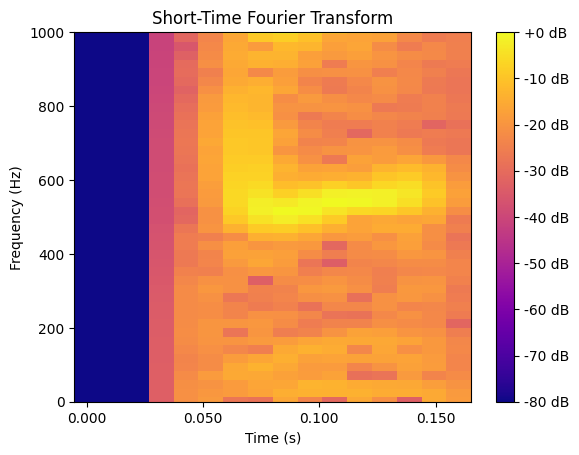 Short-Time Fourier Transform
1000
800
600
400
200
0
Frequency (Hz)
0.000
0.050
0.100
0.150
Time (s)
+0 dB
-10 dB
-20 dB
-30 dB
-40 dB
-50 dB
-60 dB
-70 dB
-80 dB